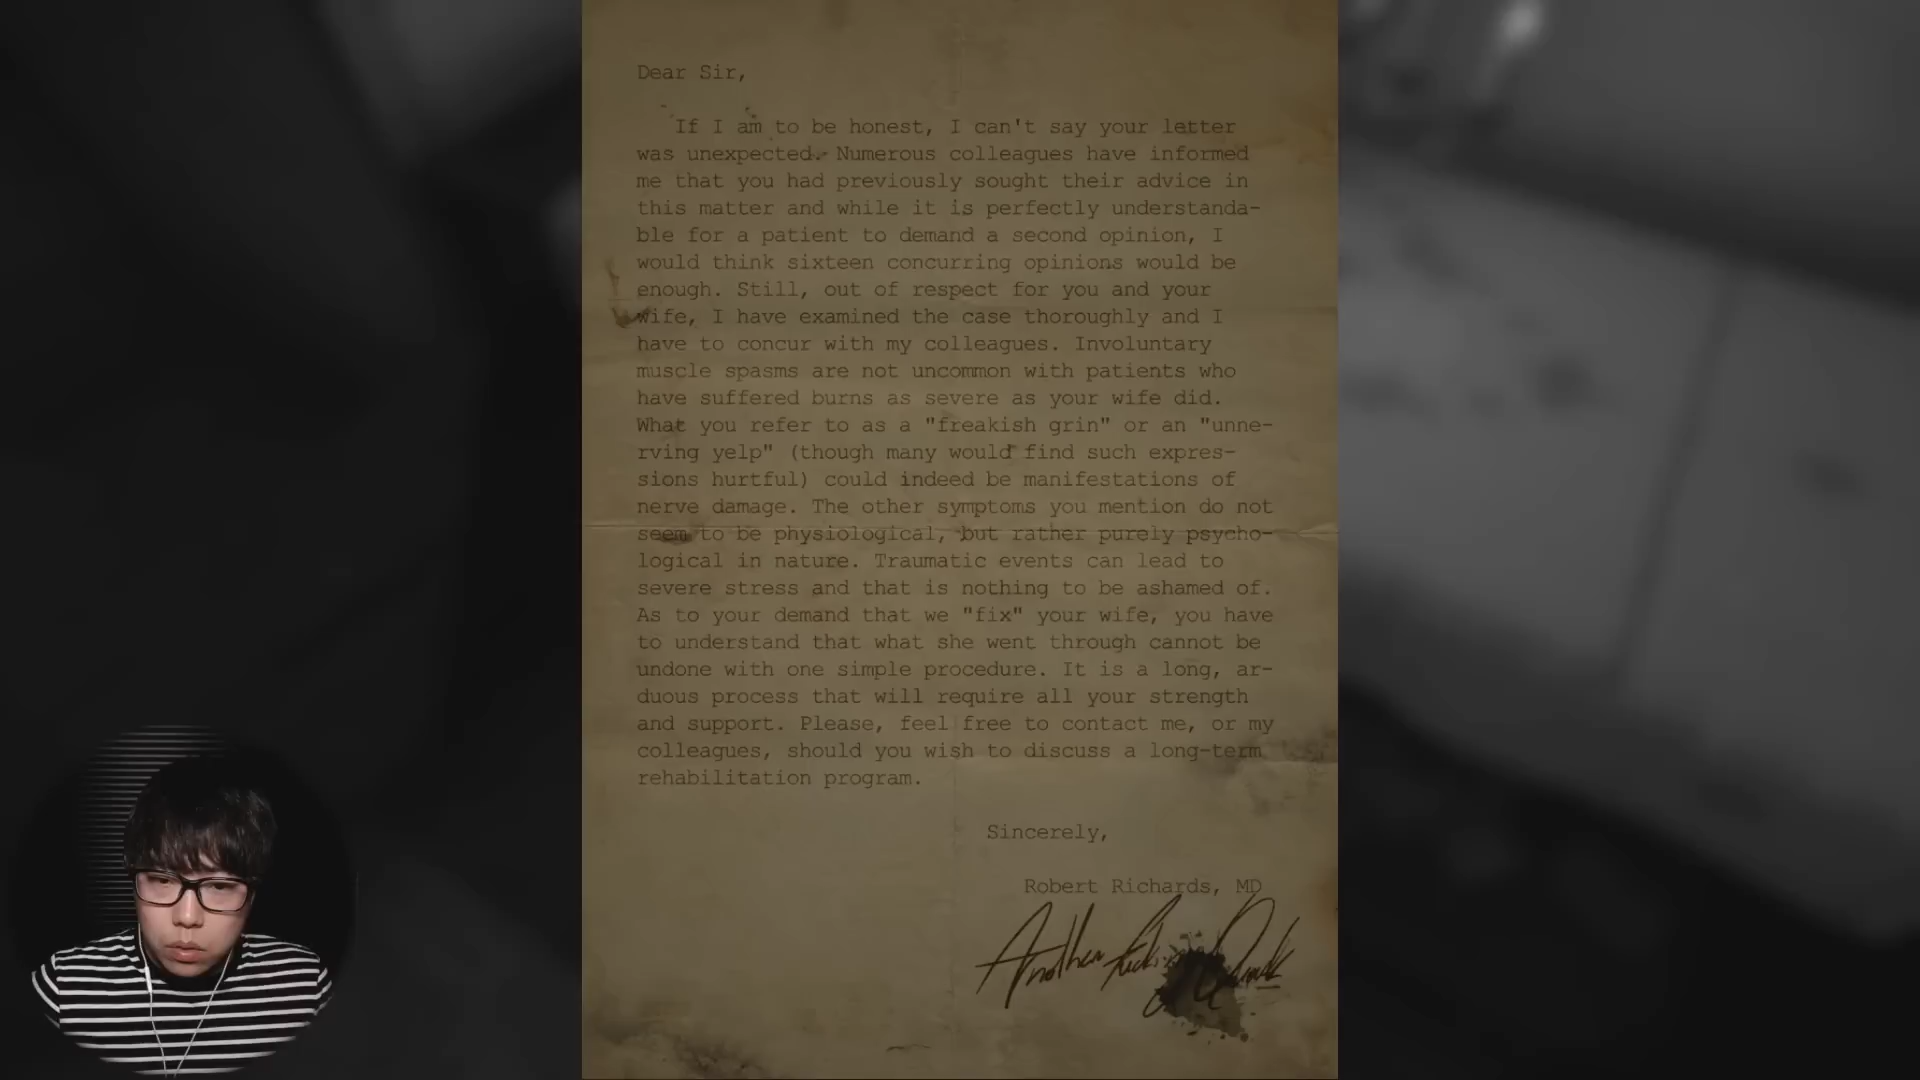 Dear Sir,
If I am to be honest, I can't say your letter
was unexpected. Numerous colleagues have informed
me that you had previously sought their advice in
this matter and while it is perfectly understanda-
ble for a patient to demand a second opinion, I
would think sixteen concurring opinions would be
enough. Still, out of respect for you and your
wife, I have examined the case thoroughly and I
have to concur with my colleagues. Involuntary
muscle spasms are not uncommon with patients who
have suffered burns as severe as your wife did.
What you refer to as a "freakish grin" or an "unne-
rving yelp" (though many would find such expres-
sions hurtful) could indeed be manifestations of
nerve damage. The other symptoms you mention do not
seem to be physiological, but rather purely psycho-
logical in nature. Traumatic events can lead to
severe stress and that is nothing to be ashamed of.
As to your demand that we "fix" your wife, you have
to understand that what she went through cannot be
undone with one simple procedure. It is a long, ar-
duous process that will require all your strength
and support. Please, feel free to contact me, or my
colleagues, should you wish to discuss a long-term
rehabilitation program.
Sincerely,
Robert Richards, MD
Another